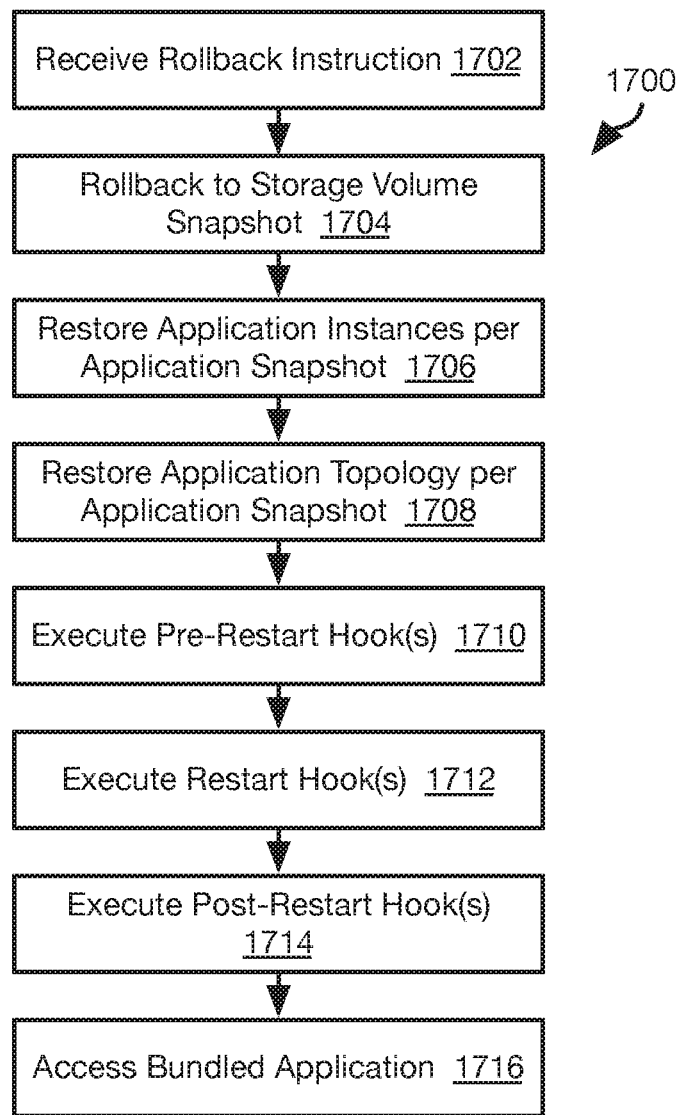 Receive Rollback Instruction 1702
1700
Rollback to Storage Volume
Snapshot 1704
Restore Application Instances per
Application Snapshot 1706
Restore Application Topology per
Application Snapshot 1708
Execute Pre-Restart Hook(s) 1710
Execute Restart Hook(s) 1712
Execute Post-Restart Hook(s)
1714
Access Bundled Application 1716